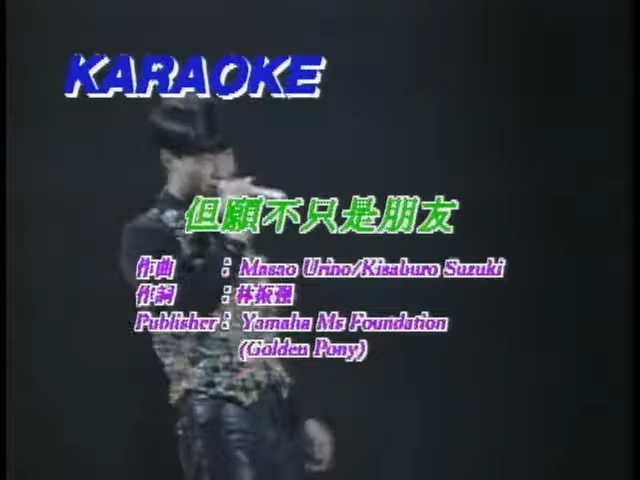 KARAOKE
但願不只是朋友
作曲 : Masao Urino/Kisaburo Suzuki
作詞 : 林振強
Publisher : Yamaha Ms Foundation
(Golden Pony)